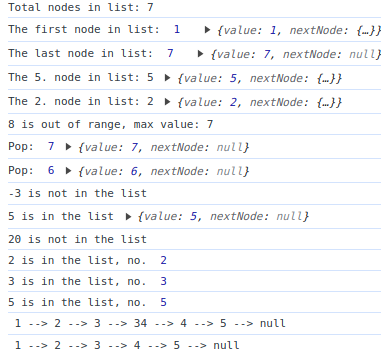 Total nodes in list: 7
The first node in list:  1   ▶ {value: 1, nextNode: {…}}
The last node in list:  7   ▶ {value: 7, nextNode: null}
The 5. node in list: 5 ▶ {value: 5, nextNode: {…}}
The 2. node in list: 2 ▶ {value: 2, nextNode: {…}}
8 is out of range, max value: 7
Pop:  7 ▶ {value: 7, nextNode: null}
Pop:  6 ▶ {value: 6, nextNode: null}
-3 is not in the list
5 is in the list  ▶ {value: 5, nextNode: null}
20 is not in the list
2 is in the list, no.  2
3 is in the list, no.  3
5 is in the list, no.  5
1 --> 2 --> 3 --> 34 --> 4 --> 5 --> null
1 --> 2 --> 3 --> 4 --> 5 --> null